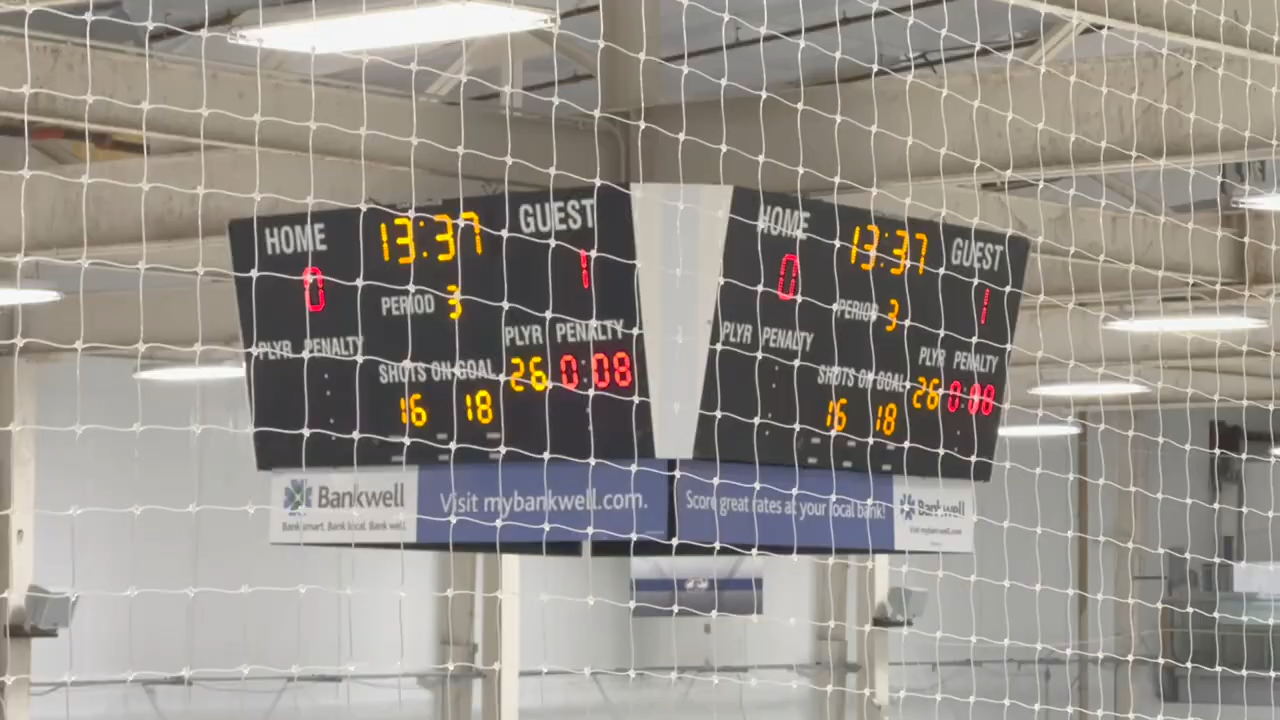 HOME 13:37 GUEST
0 1
PERIOD 3
PLYR PENALTY PLYR PENALTY
SHOTS ON GOAL 26 0:08
16 18
Bankwell
Bank smart. Bank local. Bank well.
Visit mybankwell.com.
HOME 13:37 GUEST
0 1
PERIOD 3
PLYR PENALTY PLYR PENALTY
SHOTS ON GOAL 26 0:08
16 18
Score great rates at your local bank!
Bankwell
Visit mybankwell.com